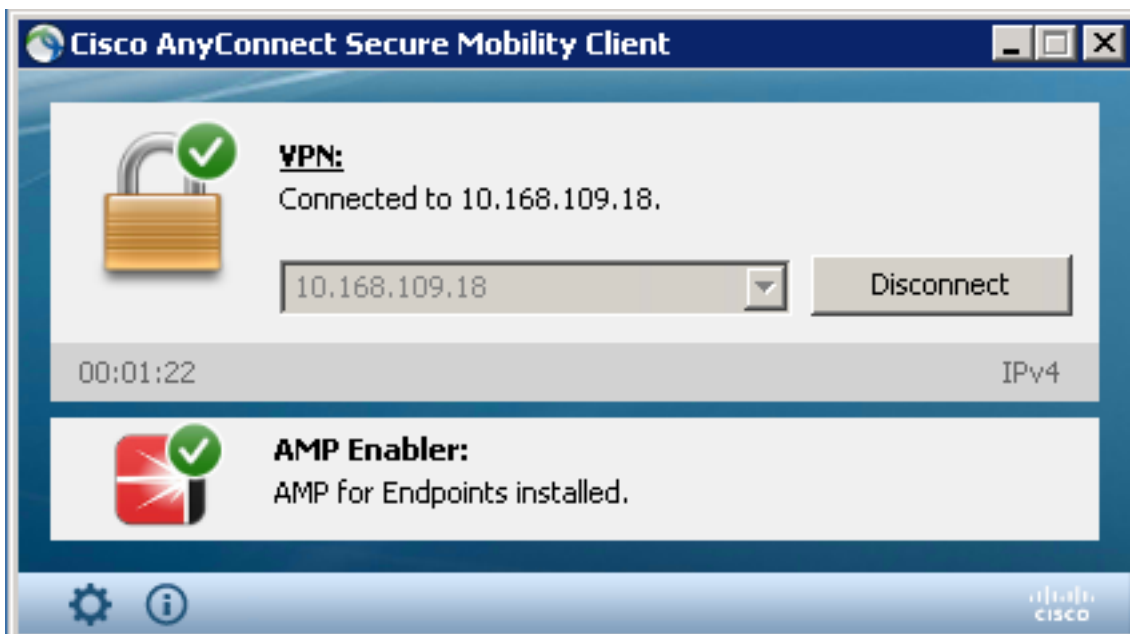 Cisco AnyConnect Secure Mobility Client
VPN:
Connected to 10.168.109.18.
10.168.109.18
Disconnect
00:01:22
IPv4
AMP Enabler:
AMP for Endpoints installed.
CISCO